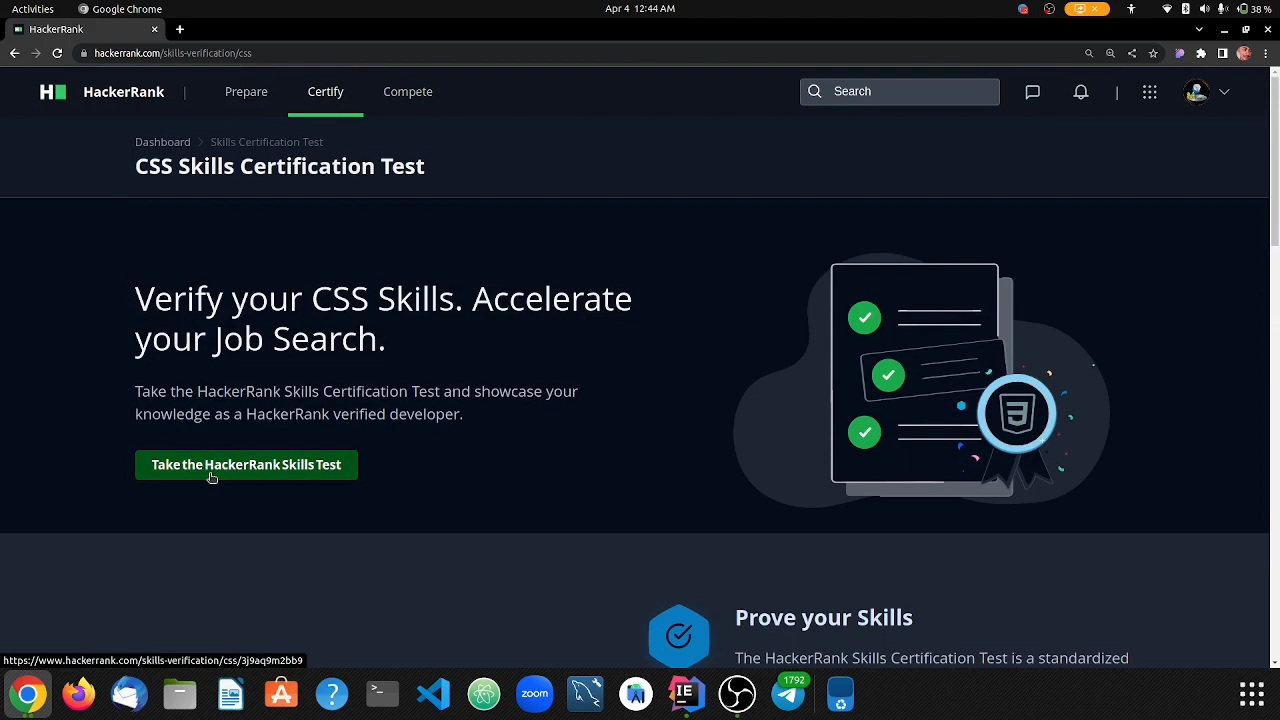 Activities
Google Chrome
Apr 4 12:44 AM
38 %
HackerRank
hackerrank.com/skills-verification/css
HackerRank
|
Prepare
Certify
Compete
Search
|
Dashboard
Skills Certification Test
CSS Skills Certification Test
Verify your CSS Skills. Accelerate
your Job Search.
Take the HackerRank Skills Certification Test and showcase your
knowledge as a HackerRank verified developer.
Take the HackerRank Skills Test
Prove your Skills
The HackerRank Skills Certification Test is a standardized
https://www.hackerrank.com/skills-verification/css/3j9aq9m2bb9
zoom
IE
1792